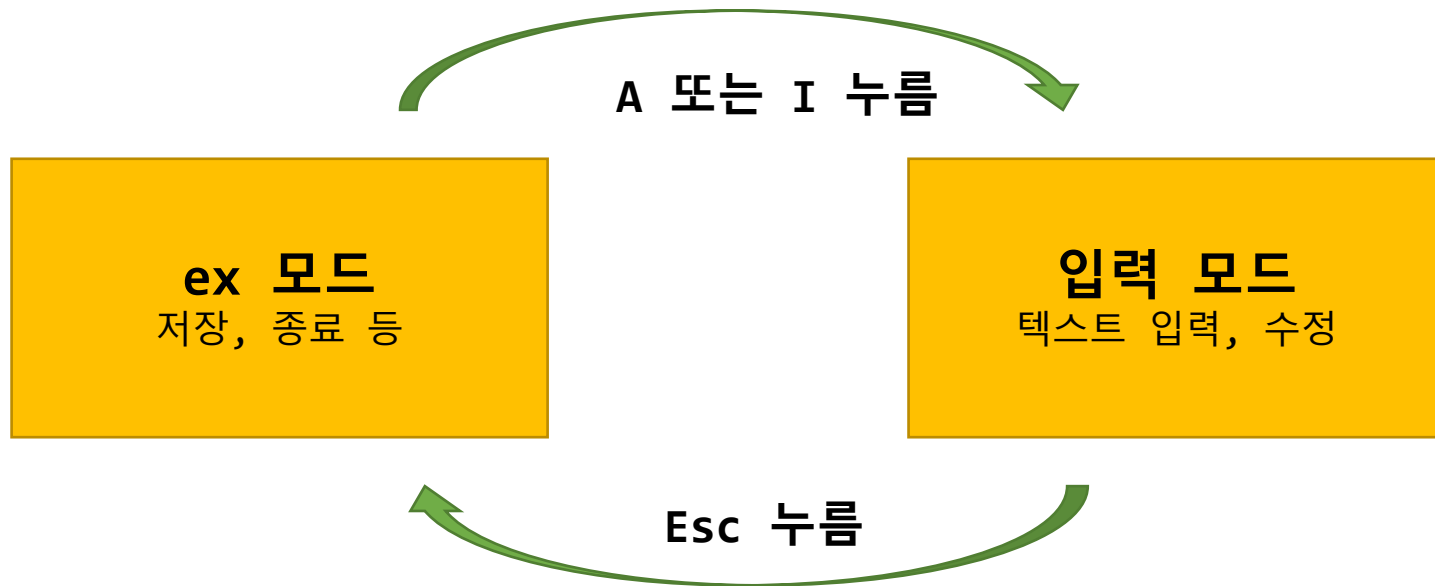 A 또는 I 누름
ex 모드
저장, 종료 등
입력 모드
텍스트 입력, 수정
Esc 누름